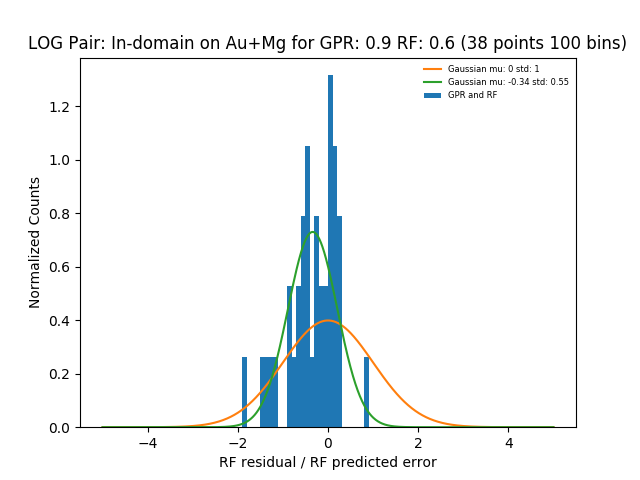 LOG Pair: In-domain on Au+Mg for GPR: 0.9 RF: 0.6 (38 points 100 bins)
Gaussian mu: 0 std: 1
Gaussian mu: -0.34 std: 0.55
GPR and RF
Normalized Counts
1.2
1.0
0.8
0.6
0.4
0.2
0.0
−4 −2 0 2 4
RF residual / RF predicted error